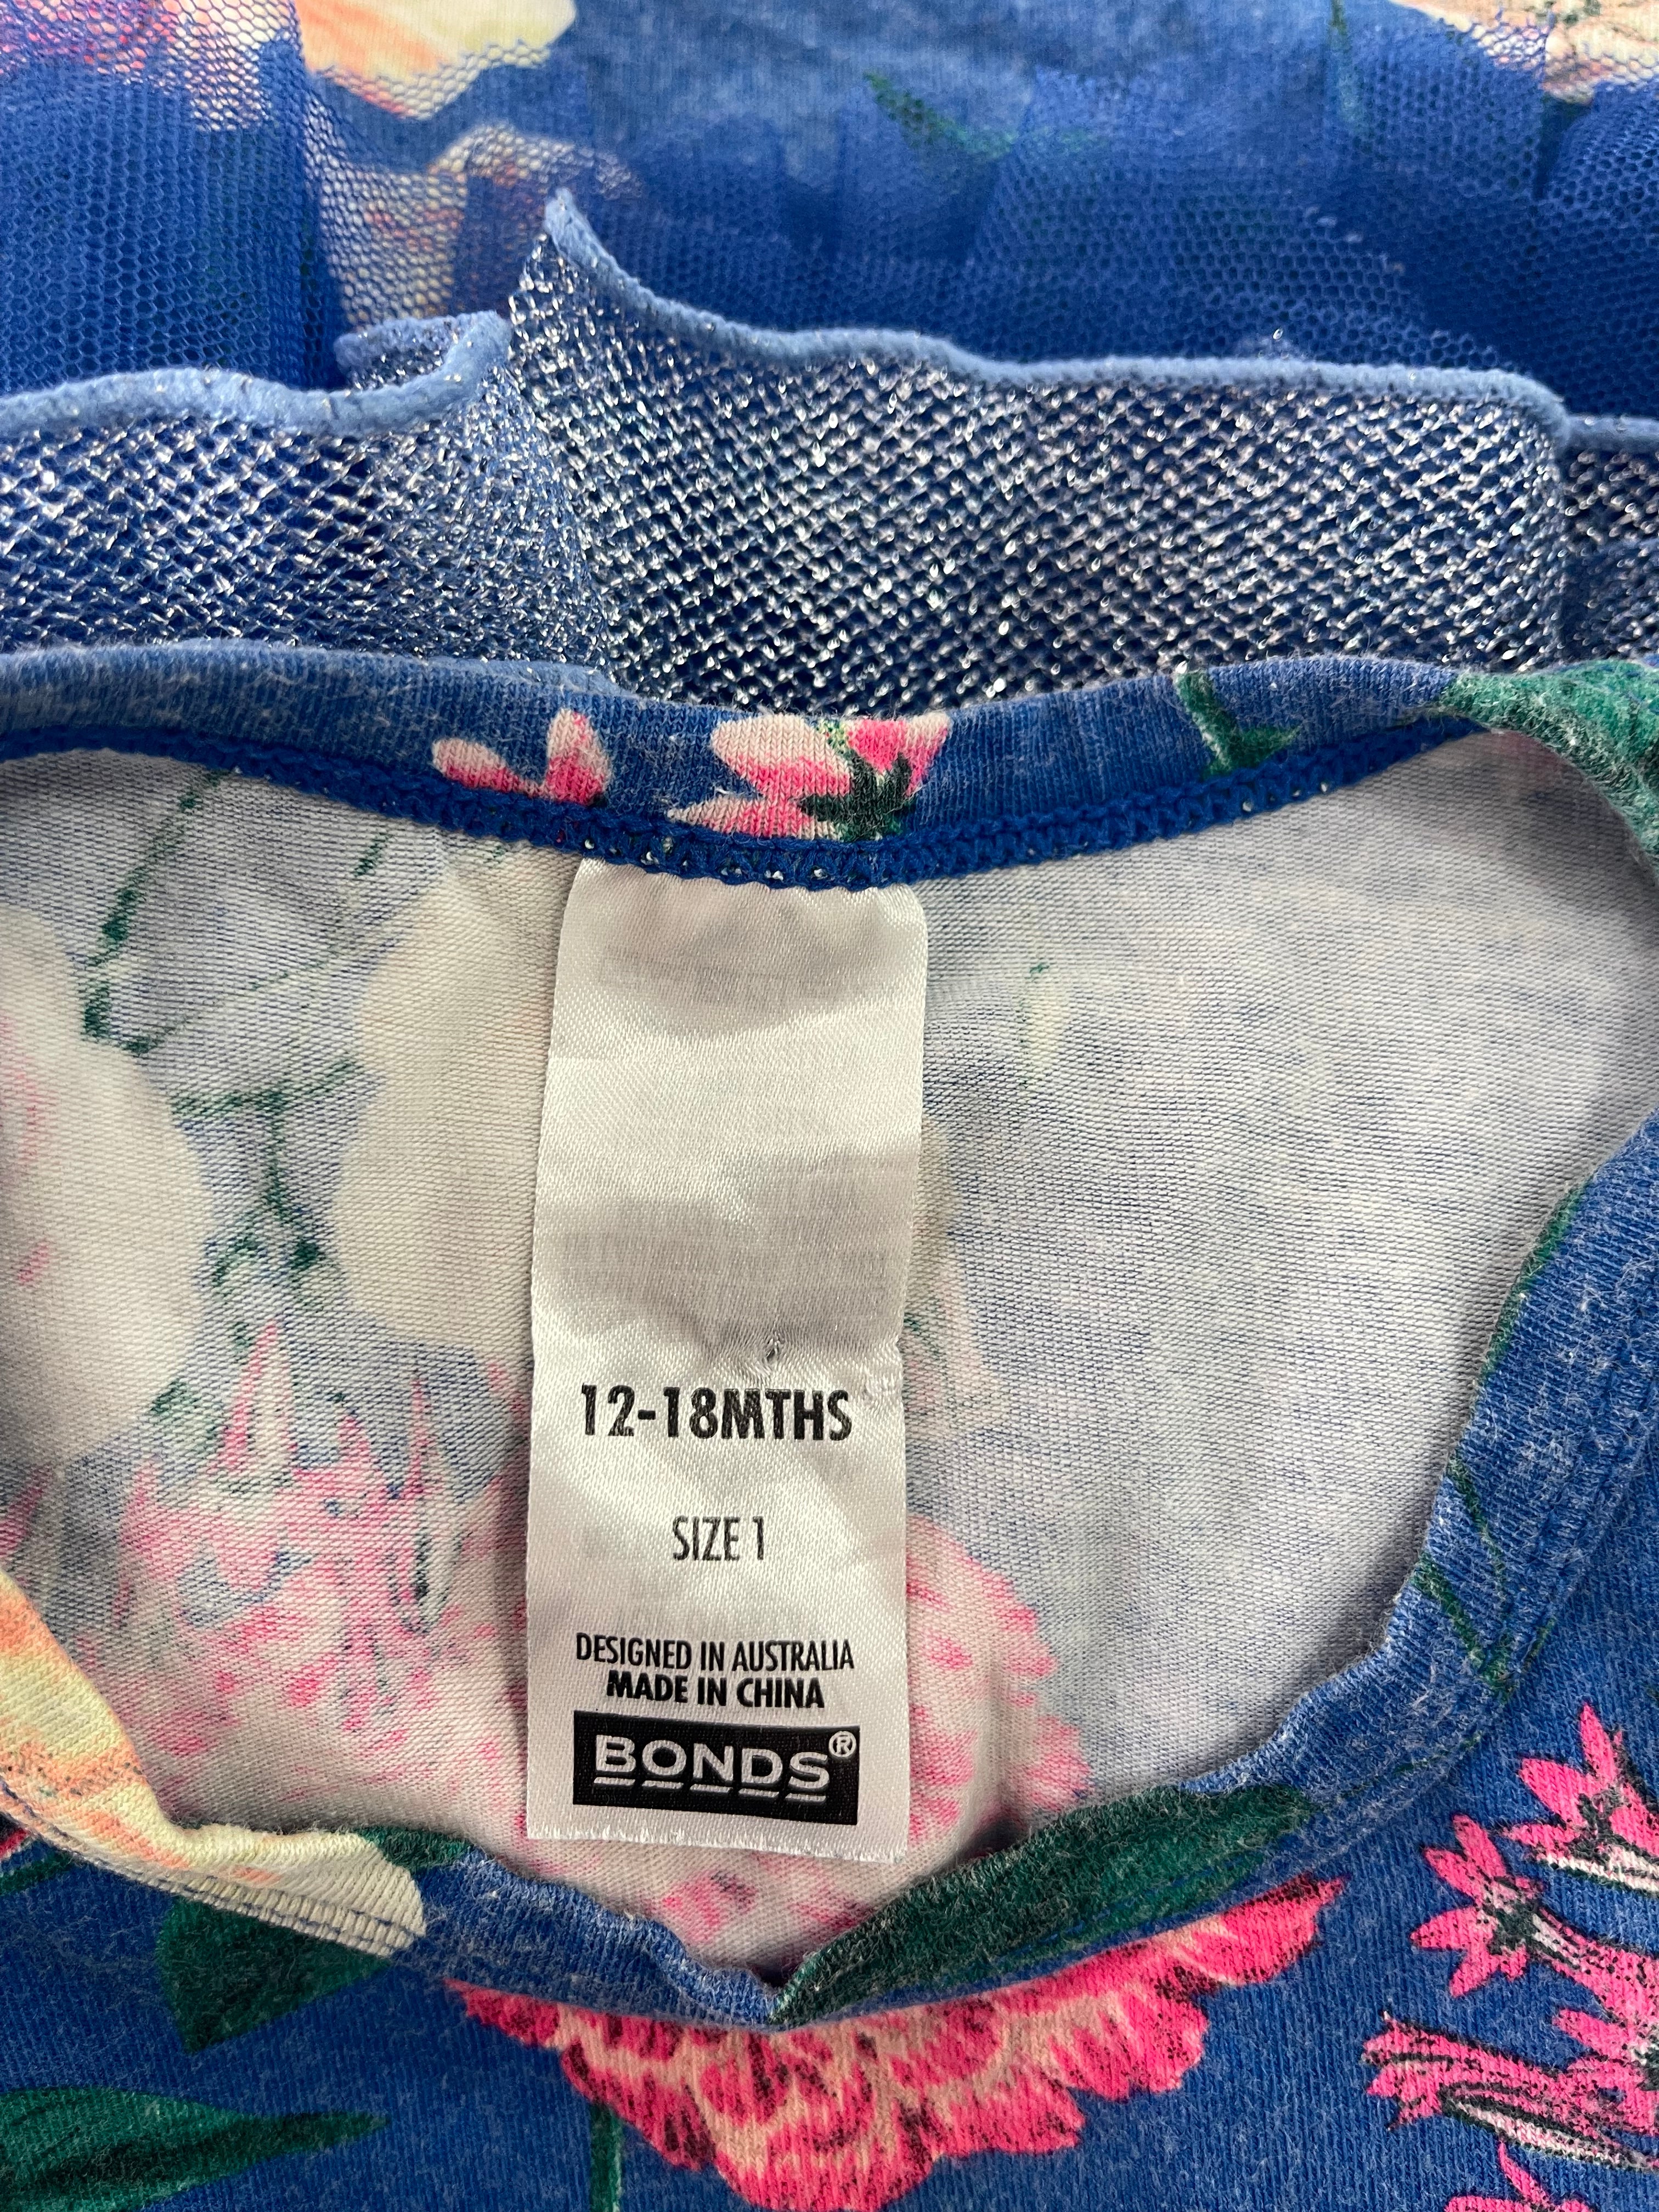 12-18MTHS
SIZE 1
DESIGNED IN AUSTRALIA
MADE IN CHINA
BONDS®